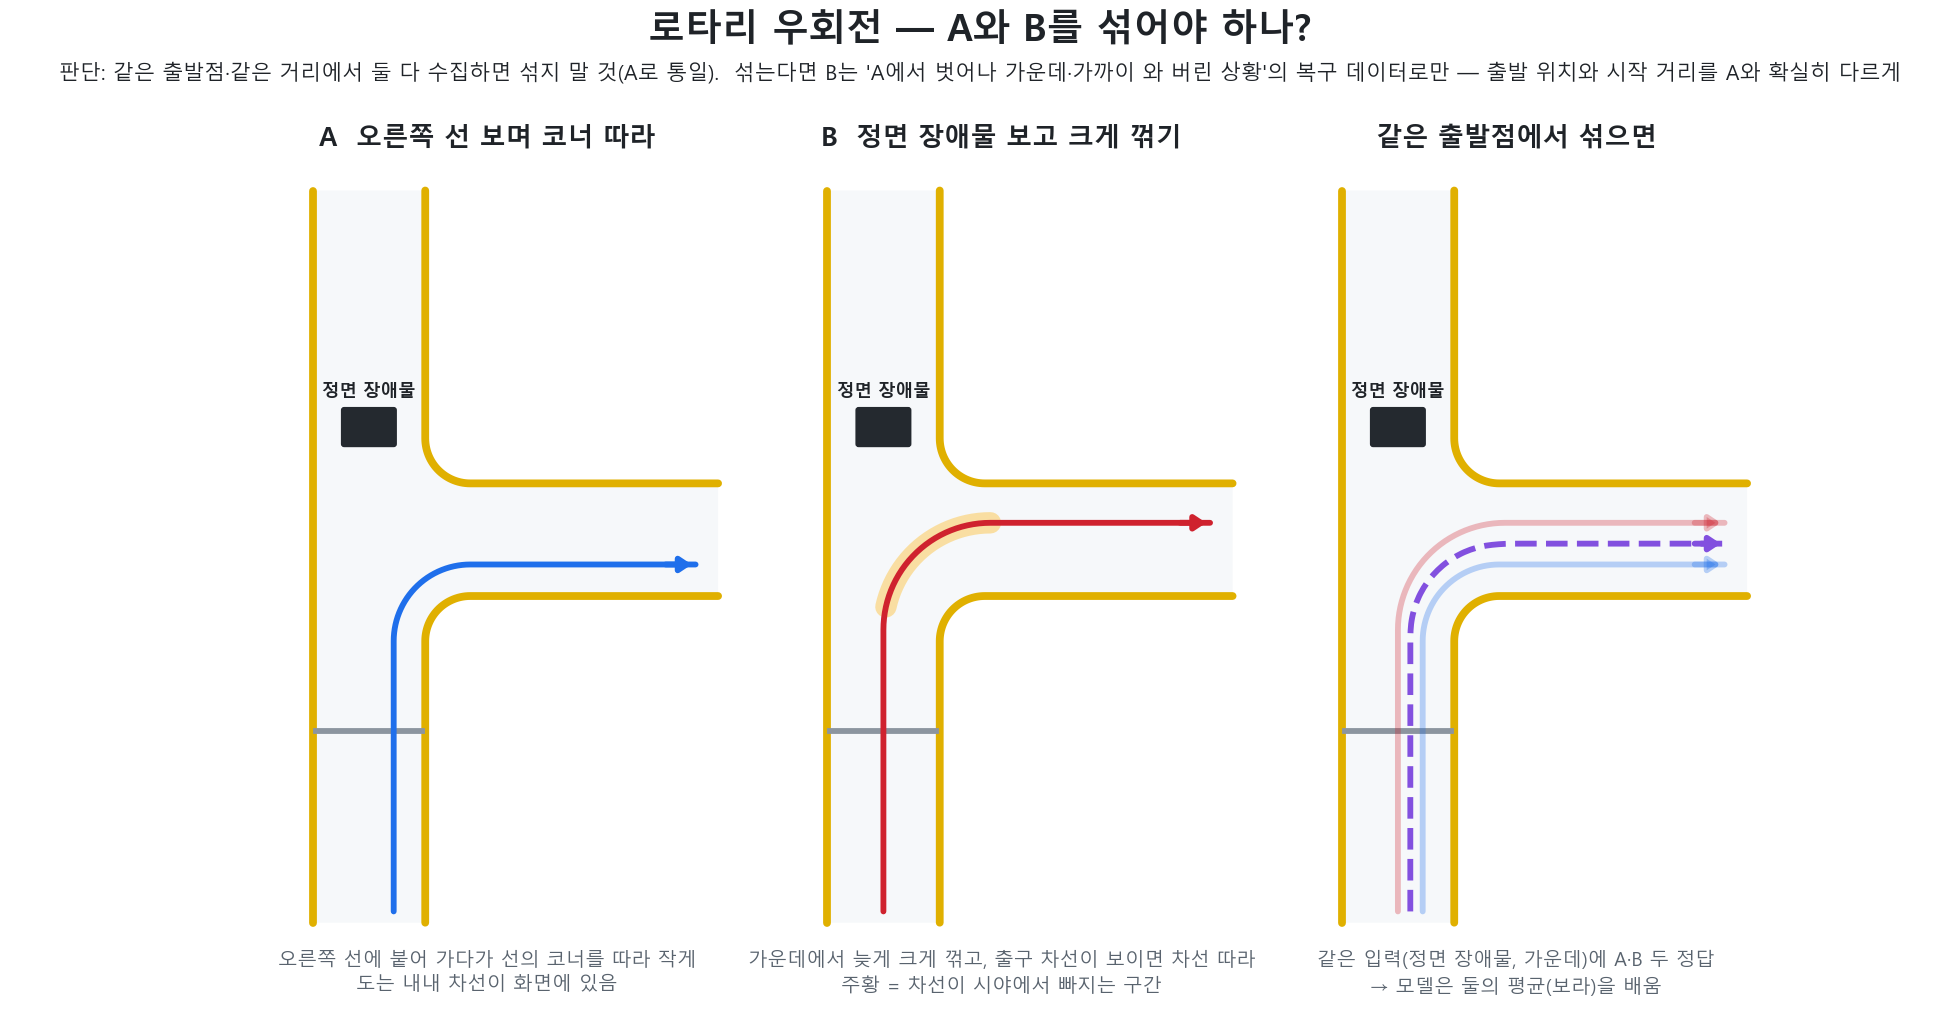 로타리 우회전 — A와 B를 섞어야 하나?
판단: 같은 출발점·같은 거리에서 둘 다 수집하면 섞지 말 것(A로 통일).  섞는다면 B는 'A에서 벗어나 가운데·가까이 와 버린 상황'의 복구 데이터로만 — 출발 위치와 시작 거리를 A와 확실히 다르게
A  오른쪽 선 보며 코너 따라
B  정면 장애물 보고 크게 꺾기
같은 출발점에서 섞으면
정면 장애물
정면 장애물
정면 장애물
오른쪽 선에 붙어 가다가 선의 코너를 따라 작게
도는 내내 차선이 화면에 있음
가운데에서 늦게 크게 꺾고, 출구 차선이 보이면 차선 따라
주황 = 차선이 시야에서 빠지는 구간
같은 입력(정면 장애물, 가운데)에 A·B 두 정답
→ 모델은 둘의 평균(보라)을 배움